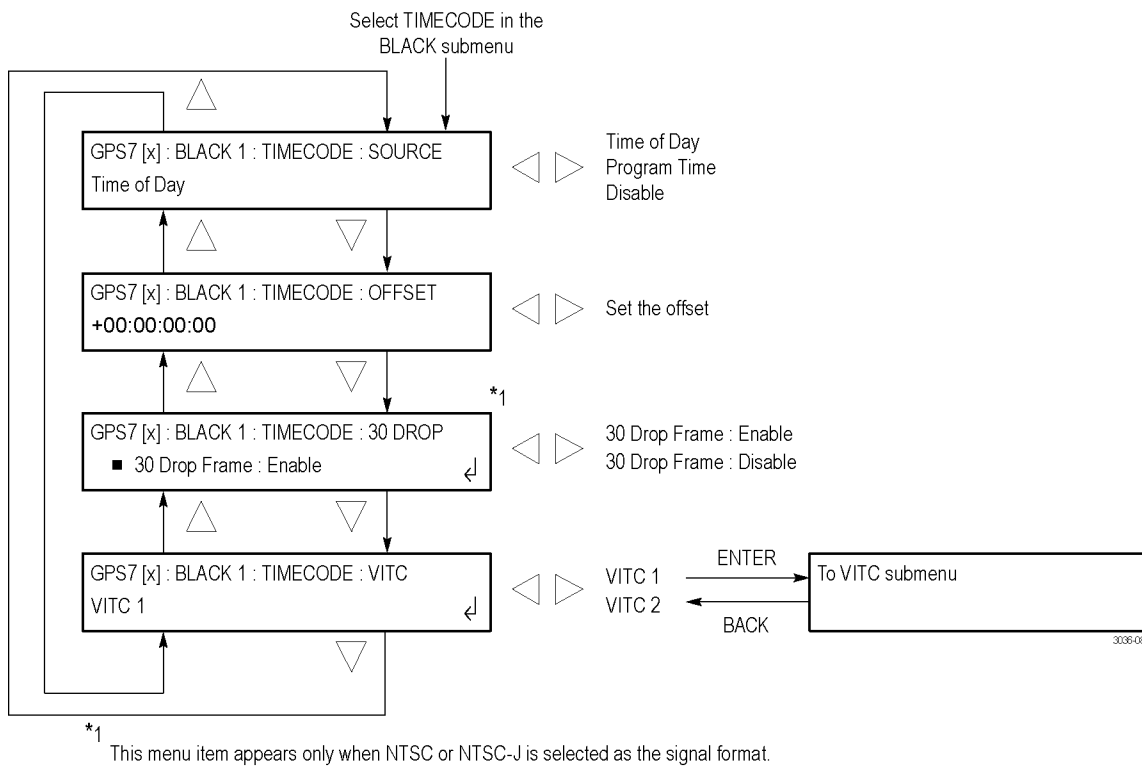 Select TIMECODE in the
BLACK submenu
GPS7 [x] : BLACK 1 : TIMECODE : SOURCE
Time of Day
Time of Day
Program Time
Disable
GPS7 [x] : BLACK 1 : TIMECODE : OFFSET
+00:00:00:00
Set the offset
*1
GPS7 [x] : BLACK 1 : TIMECODE : 30 DROP
■ 30 Drop Frame : Enable
30 Drop Frame : Enable
30 Drop Frame : Disable
GPS7 [x] : BLACK 1 : TIMECODE : VITC
VITC 1
VITC 1
VITC 2
ENTER
BACK
To VITC submenu
*1
This menu item appears only when NTSC or NTSC-J is selected as the signal format.